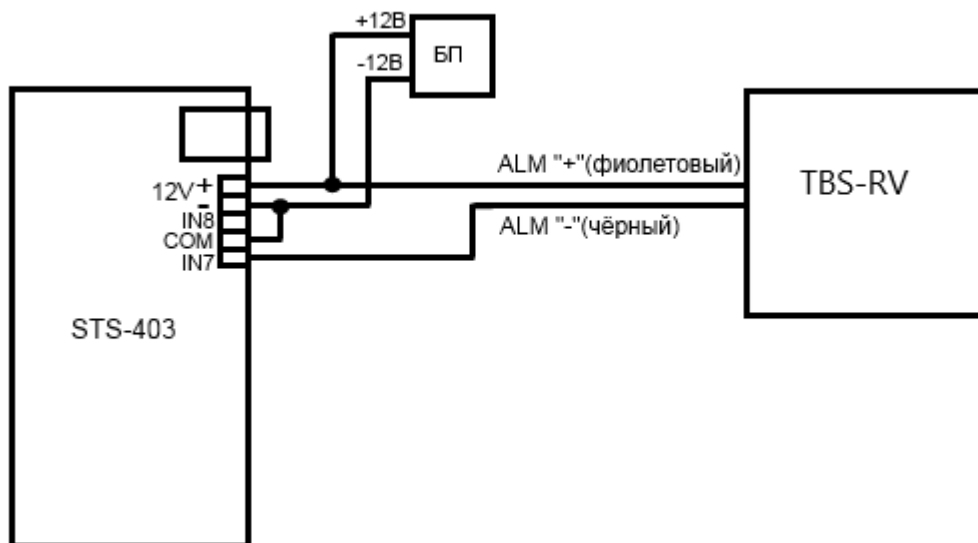 +12В
-12В
БП
ALM "+"(фиолетовый)
TBS-RV
12V +
-
IN8
COM
IN7
ALM "-"(чёрный)
STS-403